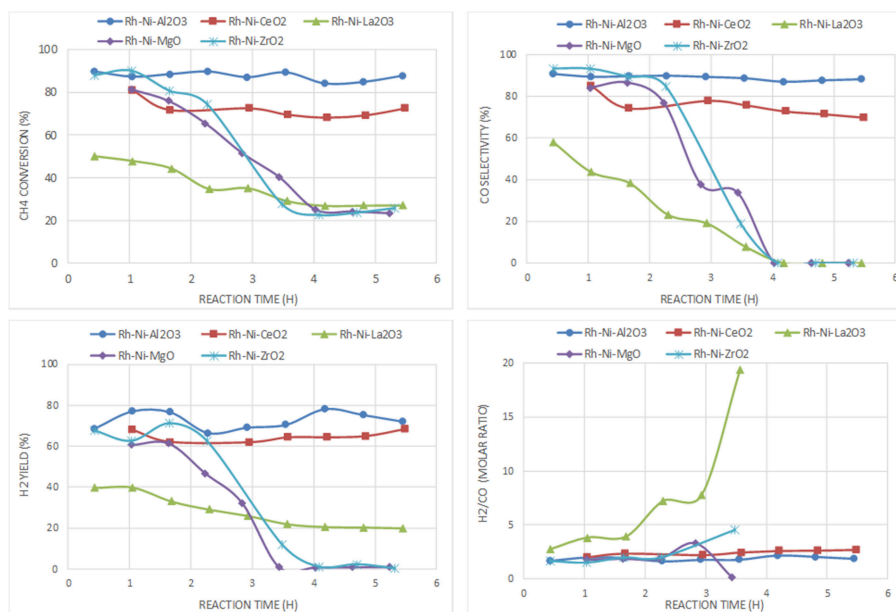 Rh-Ni-Al2O3 Rh-Ni-CeO2 Rh-Ni-La2O3
Rh-Ni-MgO Rh-Ni-ZrO2
CH4 CONVERSION (%)
100
80
60
40
20
0
0 1 2 3 4 5 6
REACTION TIME (H)
Rh-Ni-Al2O3 Rh-Ni-CeO2 Rh-Ni-La2O3
Rh-Ni-MgO Rh-Ni-ZrO2
CO SELECTIVITY (%)
100
80
60
40
20
0
0 1 2 3 4 5 6
REACTION TIME (H)
Rh-Ni-Al2O3 Rh-Ni-CeO2 Rh-Ni-La2O3
Rh-Ni-MgO Rh-Ni-ZrO2
H2 YIELD (%)
100
80
60
40
20
0
0 1 2 3 4 5 6
REACTION TIME (H)
Rh-Ni-Al2O3 Rh-Ni-CeO2 Rh-Ni-La2O3
Rh-Ni-MgO Rh-Ni-ZrO2
H2/CO (MOLAR RATIO)
20
15
10
5
0
0 1 2 3 4 5 6
REACTION TIME (H)